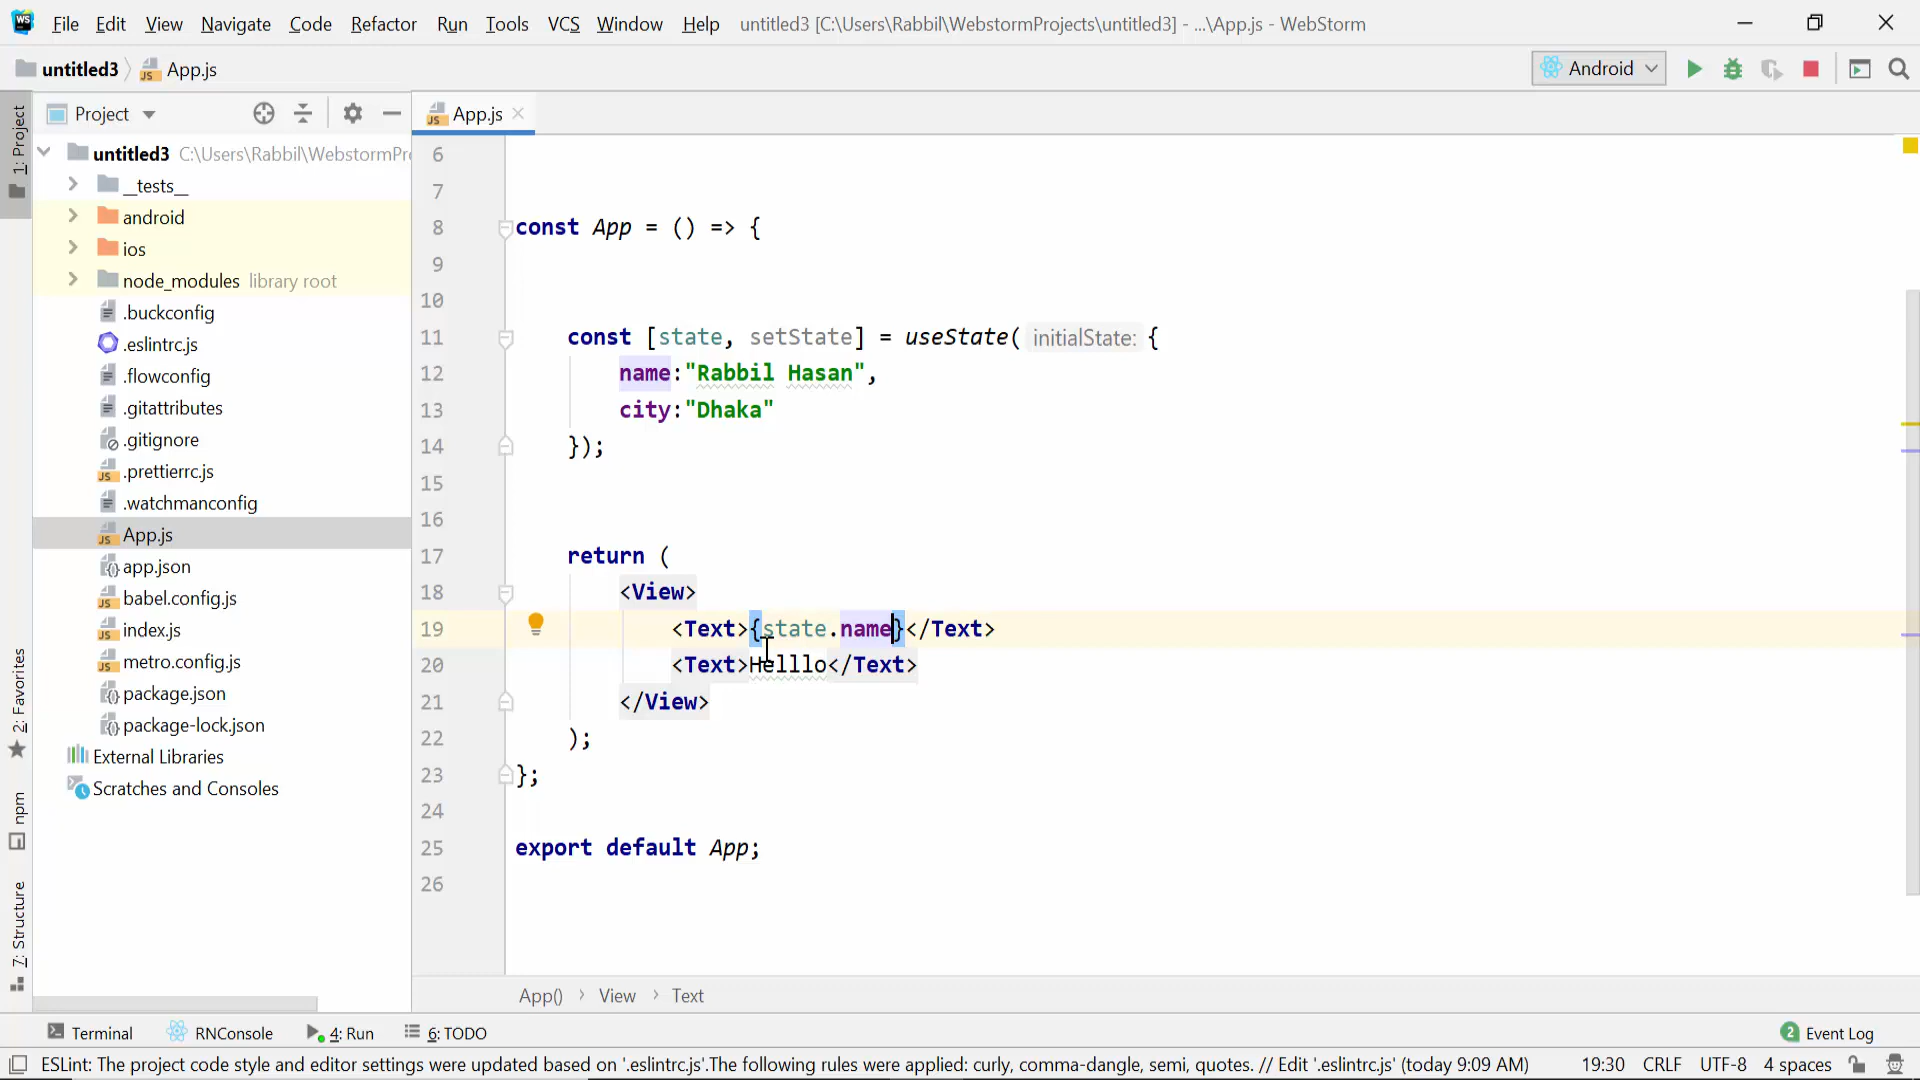 File Edit View Navigate Code Refactor Run Tools VCS Window Help untitled3 [C:\Users\Rabbil\WebstormProjects\untitled3] - ...\App.js - WebStorm
untitled3 App.js Android
Project
App.js
1: Project
2: Favorites
npm
7: Structure
untitled3 C:\Users\Rabbil\WebstormPr
__tests__
android
ios
node_modules library root
.buckconfig
.eslintrc.js
.flowconfig
.gitattributes
.gitignore
.prettierrc.js
.watchmanconfig
App.js
app.json
babel.config.js
index.js
metro.config.js
package.json
package-lock.json
External Libraries
Scratches and Consoles
6
7
8 const App = () => {
9
10
11 const [state, setState] = useState( initialState: {
12 name:"Rabbil Hasan",
13 city:"Dhaka"
14 });
15
16
17 return (
18 <View>
19 <Text>{state.name}</Text>
20 <Text>Helllo</Text>
21 </View>
22 );
23 };
24
25 export default App;
26
App() › View › Text
Terminal RNConsole 4: Run 6: TODO 2 Event Log
ESLint: The project code style and editor settings were updated based on '.eslintrc.js'.The following rules were applied: curly, comma-dangle, semi, quotes. // Edit '.eslintrc.js' (today 9:09 AM) 19:30 CRLF UTF-8 4 spaces